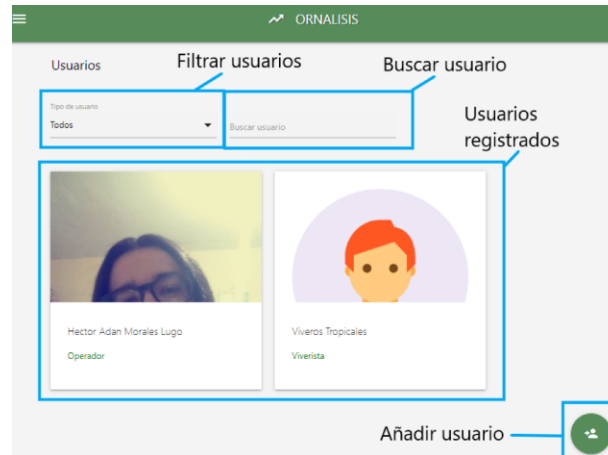 ORNALISIS
Usuarios
Filtrar usuarios
Buscar usuario
Tipo de usuario
Todos
Buscar usuario
Usuarios
registrados
Hector Adan Morales Lugo
Operador
Viveros Tropicales
Viverista
Añadir usuario